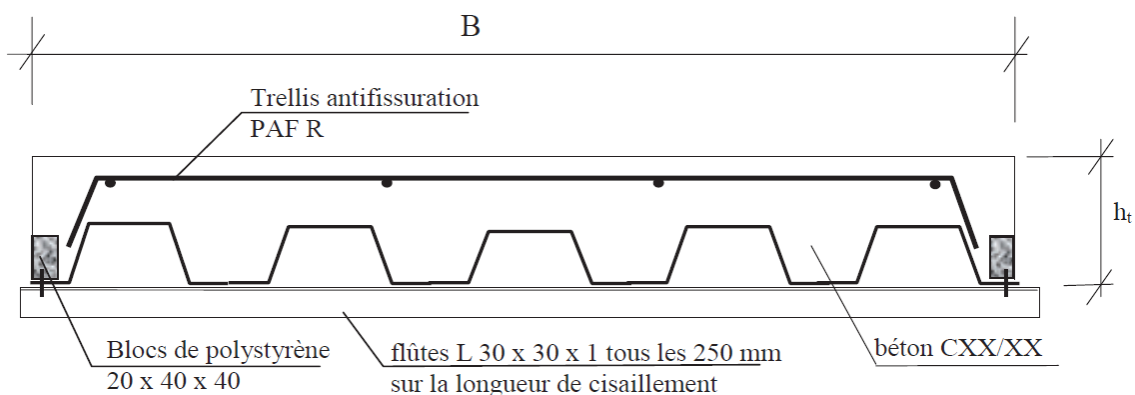 B
Trellis antifissuration
PAF R
hₜ
Blocs de polystyrène
20 x 40 x 40
flûtes L 30 x 30 x 1 tous les 250 mm
sur la longueur de cisaillement
béton CXX/XX